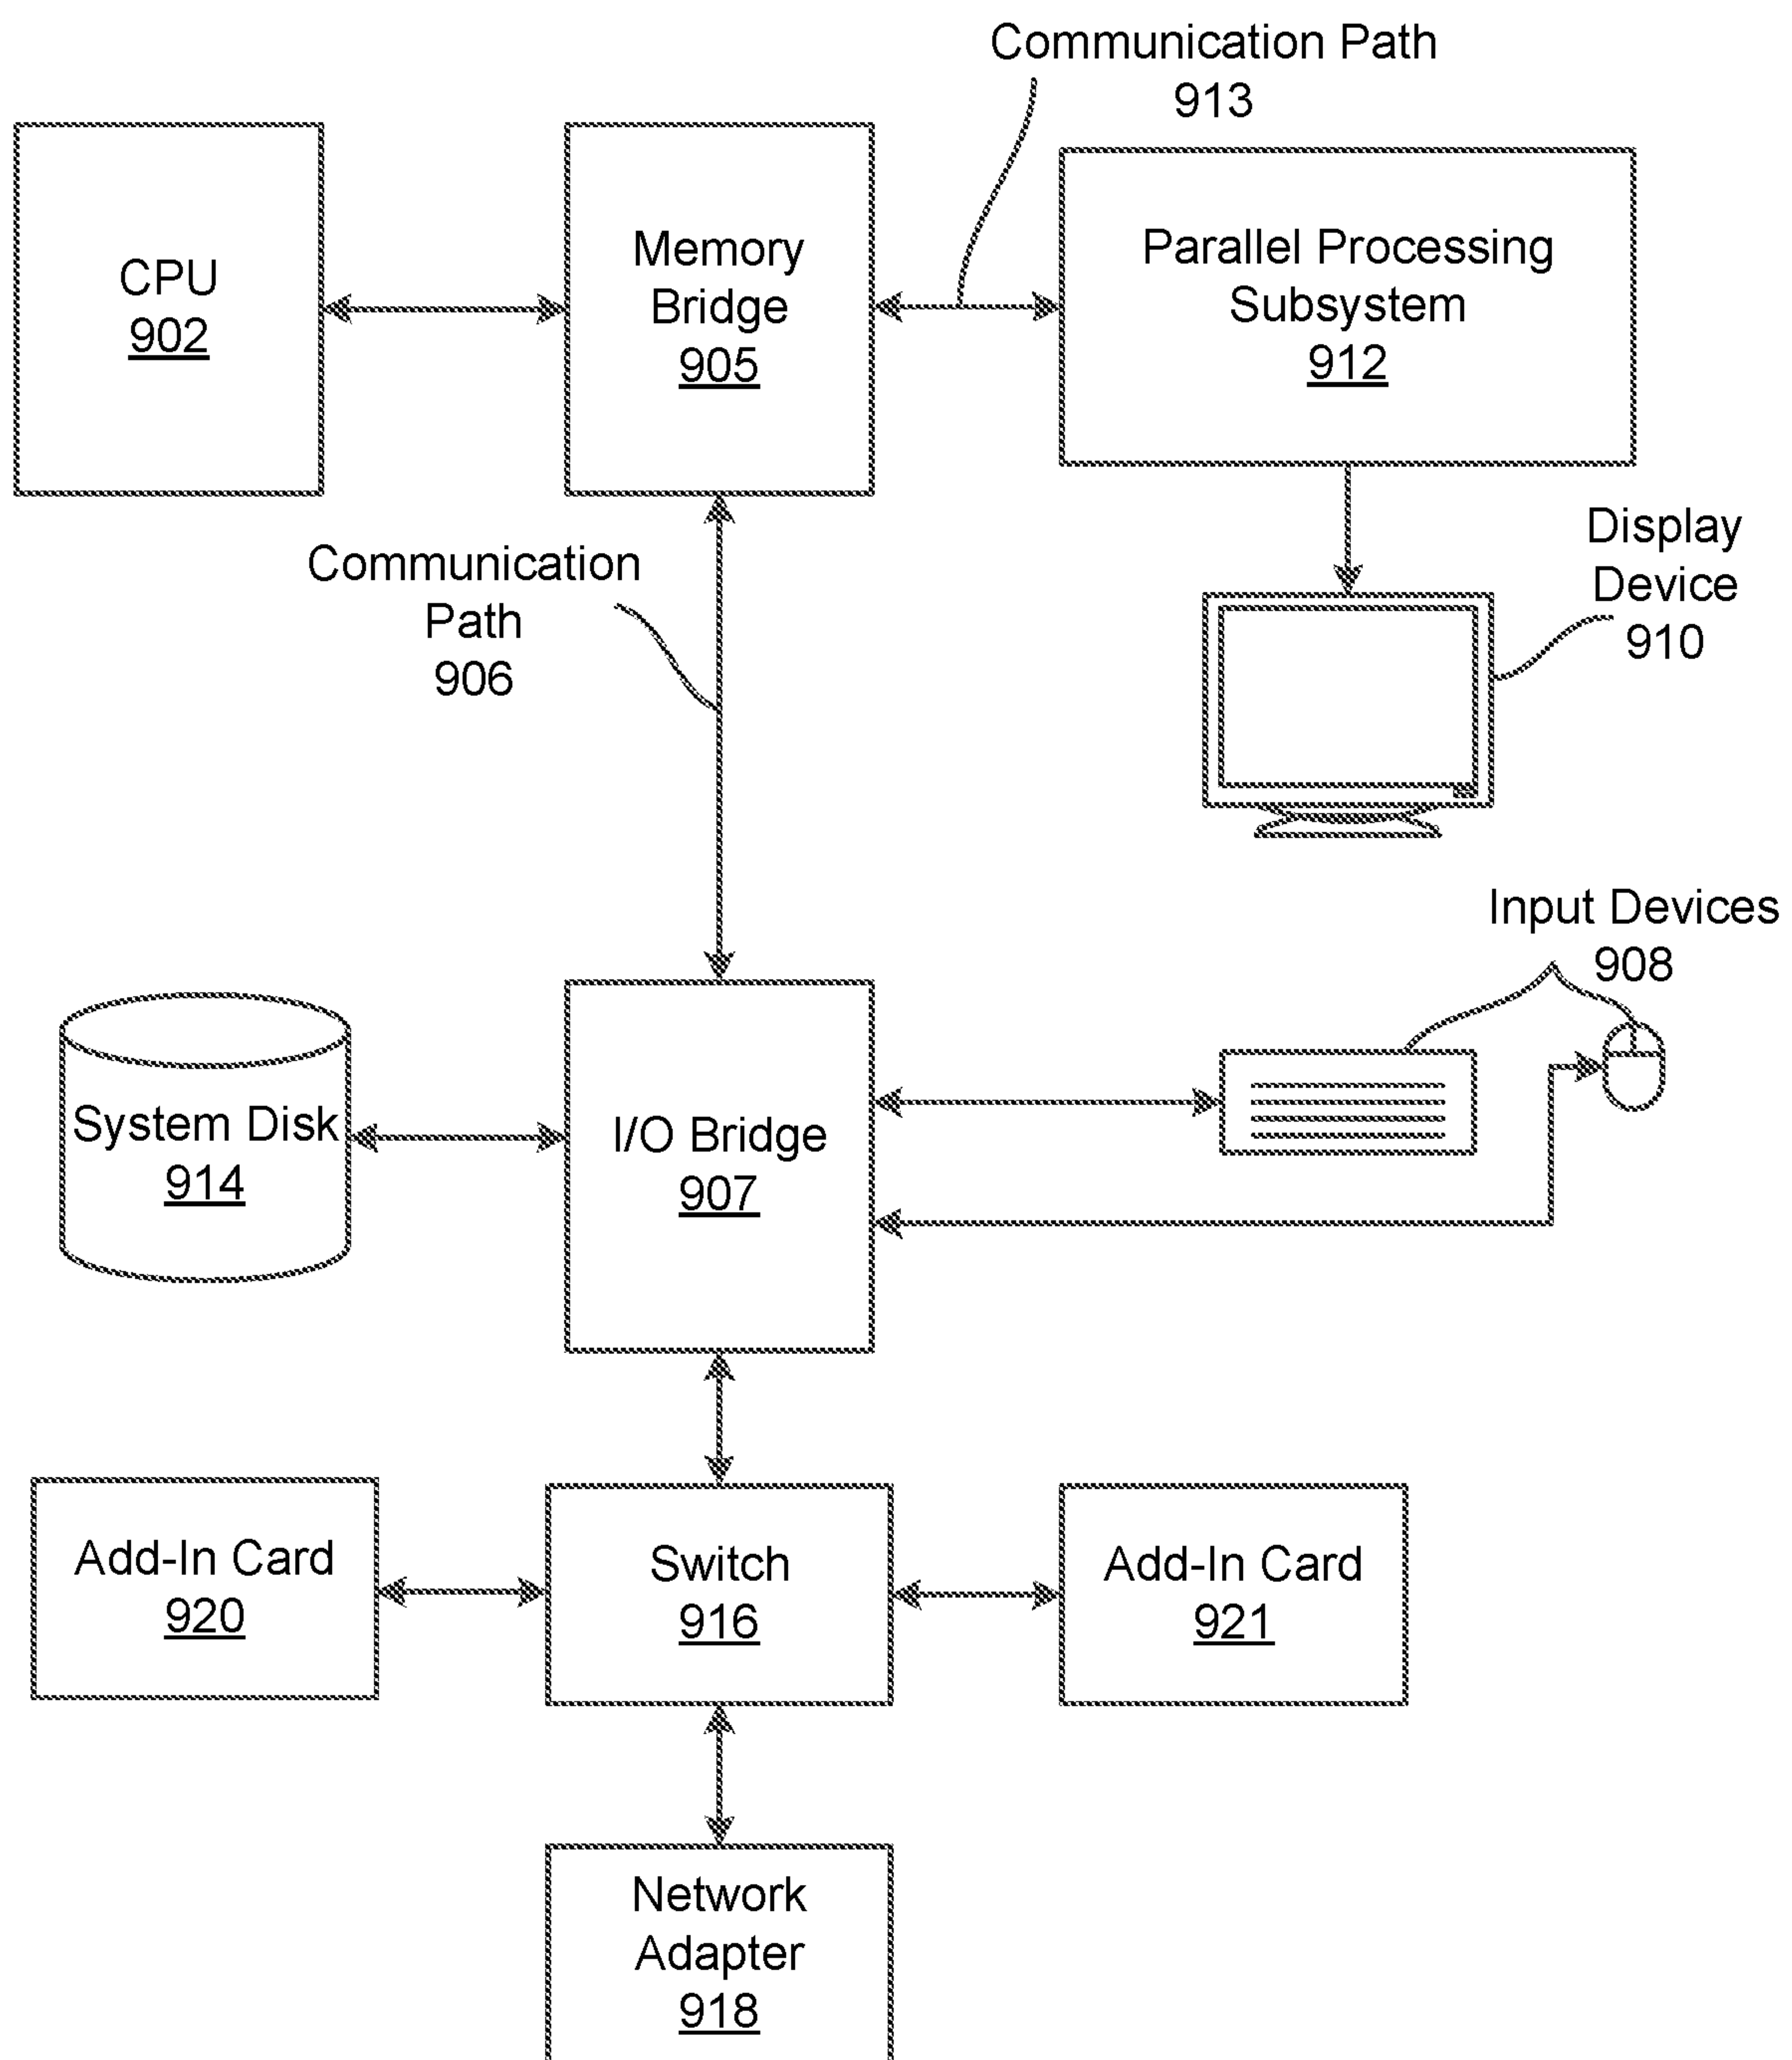 Communication Path
913
CPU
902
Memory
Bridge
905
Parallel Processing
Subsystem
912
Communication
Path
906
Display
Device
910
Input Devices
908
System Disk
914
I/O Bridge
907
Add-In Card
920
Switch
916
Add-In Card
921
Network
Adapter
918